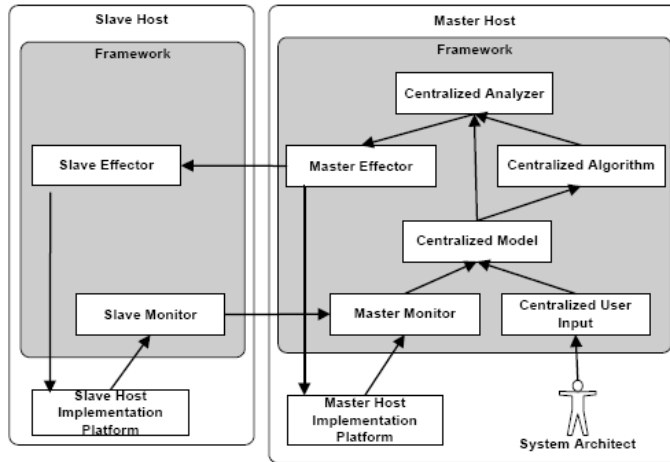 Slave Host
Master Host
Framework
Framework
Centralized Analyzer
Slave Effector
Master Effector
Centralized Algorithm
Centralized Model
Slave Monitor
Master Monitor
Centralized User
Input
Slave Host
Implementation
Platform
Master Host
Implementation
Platform
System Architect